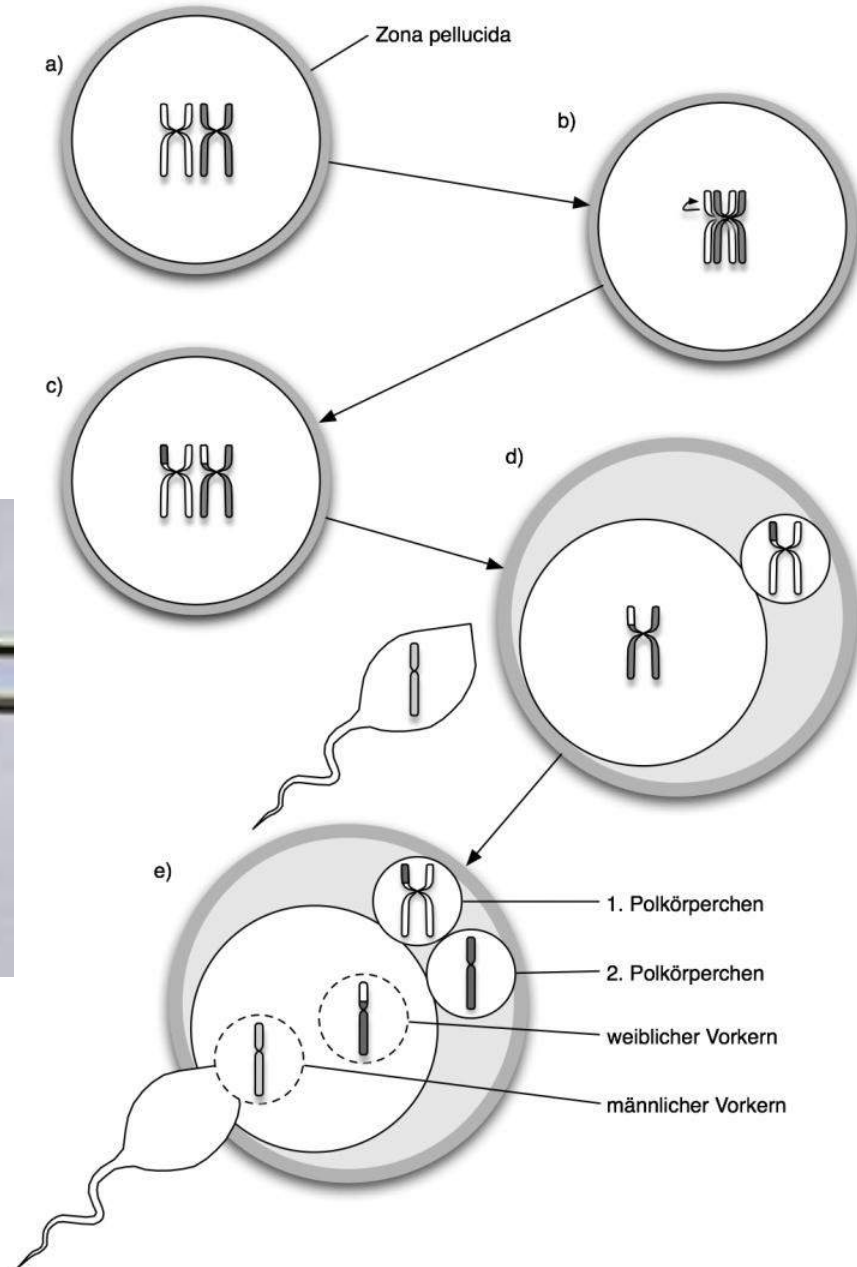 a)
Zona pellucida
b)
c)
d)
e)
1. Polkörperchen
2. Polkörperchen
weiblicher Vorkern
männlicher Vorkern